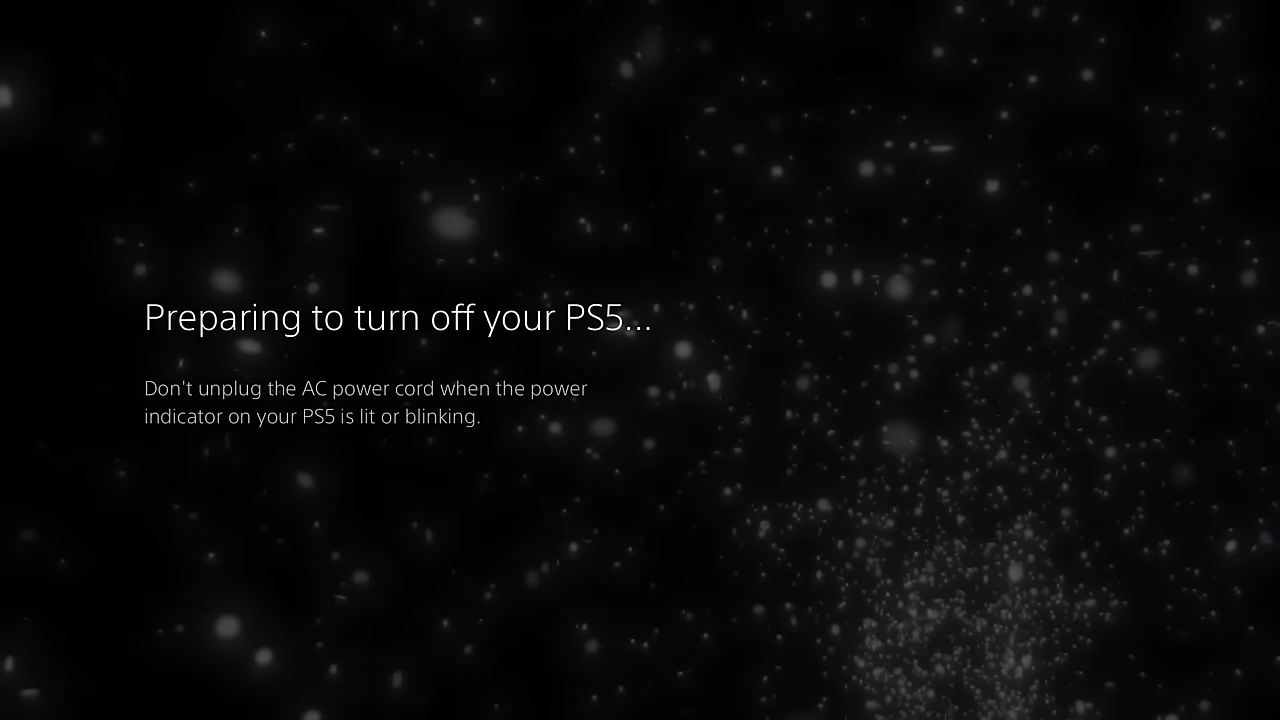 Preparing to turn off your PS5...
Don't unplug the AC power cord when the power
indicator on your PS5 is lit or blinking.